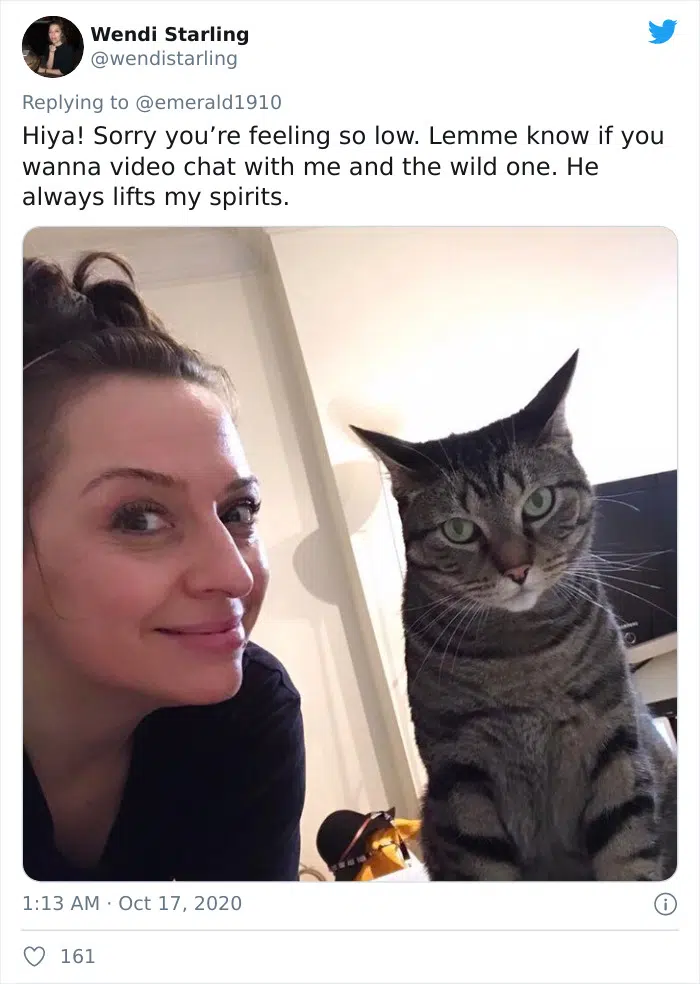 Wendi Starling
@wendistarling
Replying to @emerald1910
Hiya! Sorry you’re feeling so low. Lemme know if you
wanna video chat with me and the wild one. He
always lifts my spirits.
1:13 AM · Oct 17, 2020
161